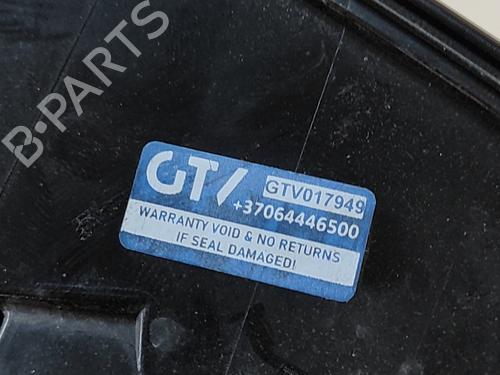 B-PARTS
GTV
GTV017949
+37064446500
WARRANTY VOID & NO RETURNS
IF SEAL DAMAGED!